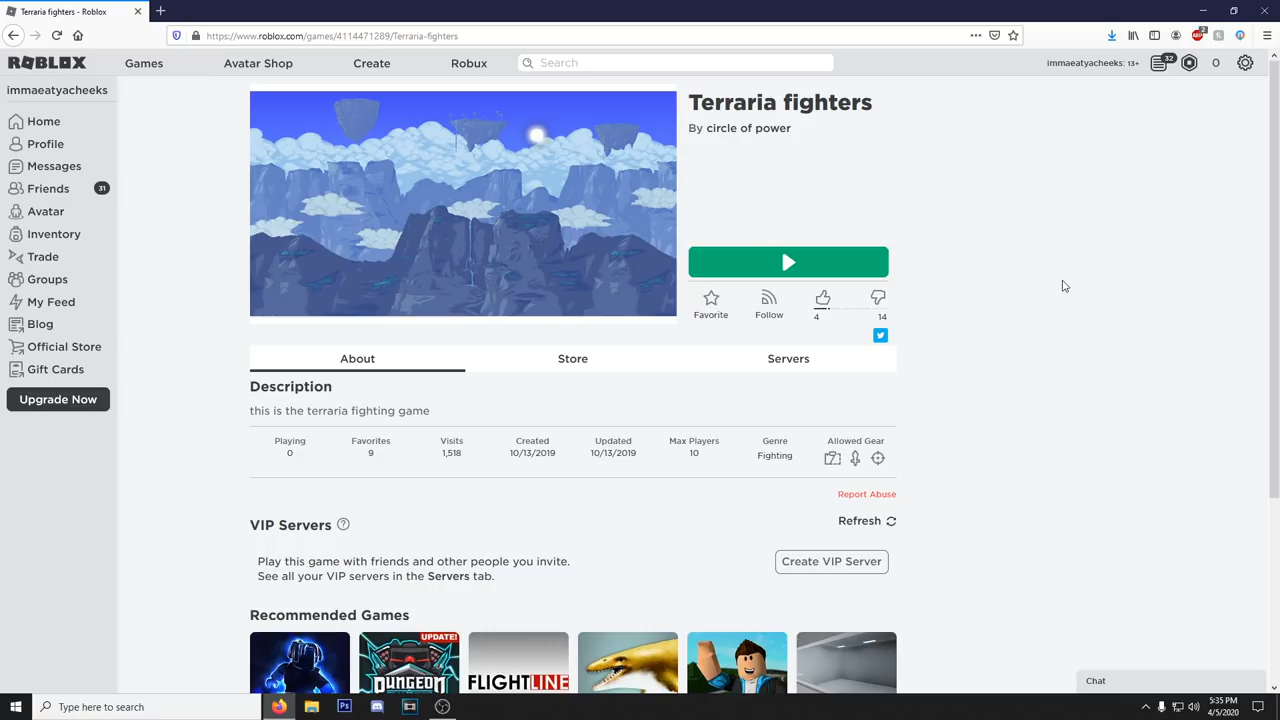 Terraria fighters - Roblox
https://www.roblox.com/games/4114471289/Terraria-fighters
ROBLOX
Games
Avatar Shop
Create
Robux
Search
immaeatyacheeks: 13+
32
0
immaeatyacheeks
Home
Profile
Messages
Friends 31
Avatar
Inventory
Trade
Groups
My Feed
Blog
Official Store
Gift Cards
Upgrade Now
Terraria fighters
By circle of power
Favorite
Follow
4
14
About
Store
Servers
Description
this is the terraria fighting game
Playing Favorites Visits Created Updated Max Players Genre Allowed Gear
0 9 1,518 10/13/2019 10/13/2019 10 Fighting
Report Abuse
VIP Servers
Refresh
Play this game with friends and other people you invite.
See all your VIP servers in the Servers tab.
Create VIP Server
Recommended Games
UPDATE!
DUNGEON
FLIGHTLINE
Chat
Type here to search
5:35 PM
4/5/2020